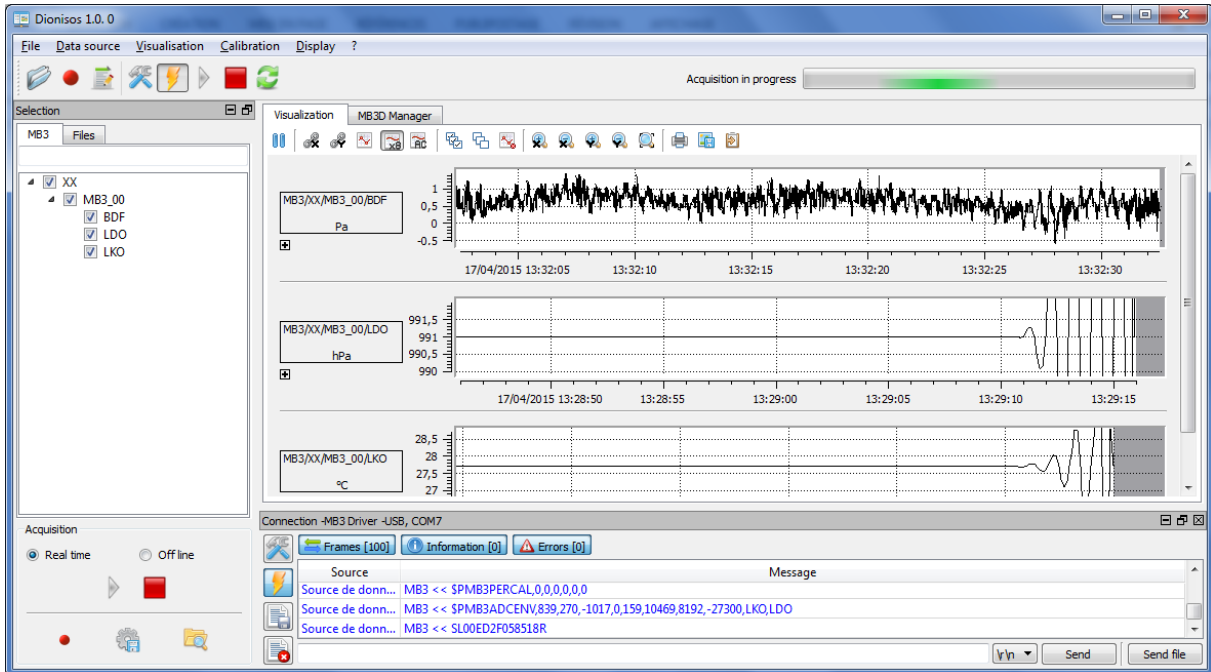 Dionisos 1.0. 0
File Data source Visualisation Calibration Display ?
Acquisition in progress
Selection
MB3 Files
XX
MB3_00
BDF
LDO
LKO
Acquisition
Real time Off line
Visualization MB3D Manager
x8 AC
MB3/XX/MB3_00/BDF
Pa
1
0,5
0
-0.5
17/04/2015 13:32:05 13:32:10 13:32:15 13:32:20 13:32:25 13:32:30
MB3/XX/MB3_00/LDO
hPa
991,5
991
990,5
990
17/04/2015 13:28:50 13:28:55 13:29:00 13:29:05 13:29:10 13:29:15
MB3/XX/MB3_00/LKO
°C
28,5
28
27,5
27
Connection -MB3 Driver -USB, COM7
Frames [100] Information [0] Errors [0]
Source Message
Source de donn... MB3 << $PMB3PERCAL,0,0,0,0,0,0
Source de donn... MB3 << $PMB3ADCENV,839,270,-1017,0,159,10469,8192,-27300,LKO,LDO
Source de donn... MB3 << SL00ED2F058518R
\r\n Send Send file